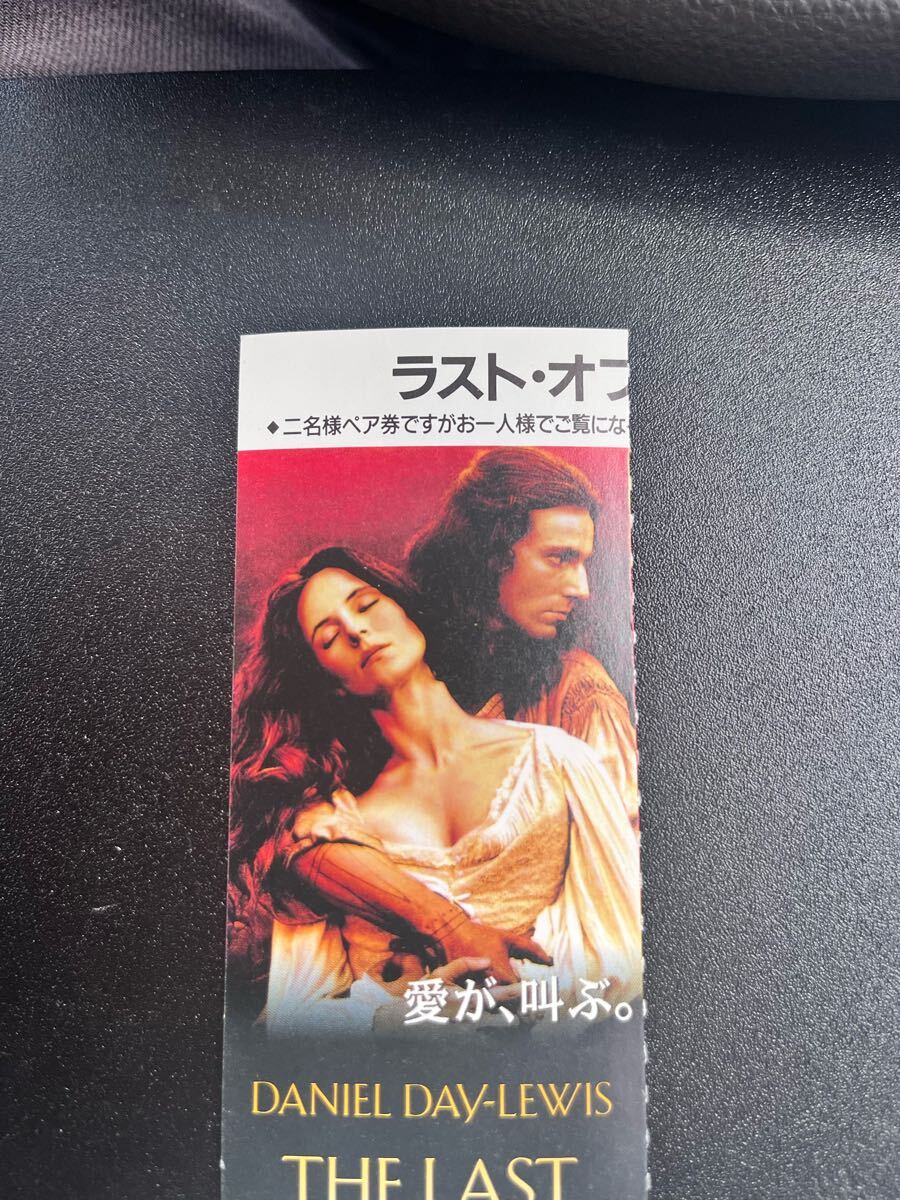 ラスト・オフ
◆二名様ペア券ですがお一人様でご覧にな
愛が、叫ぶ。
DANIEL DAY-LEWIS
THE LAST